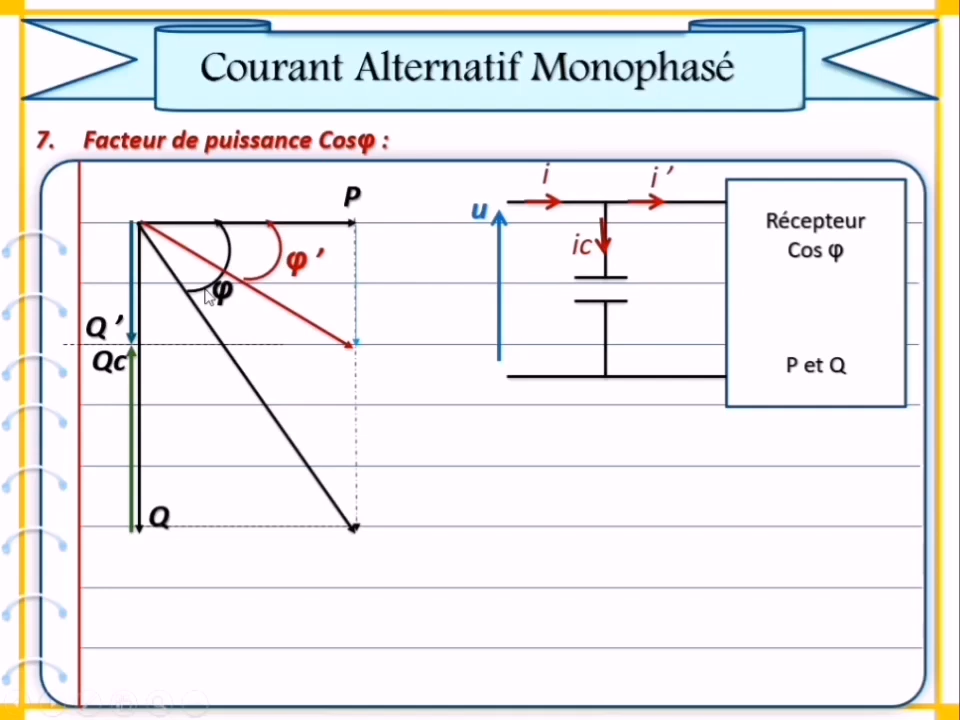 Courant Alternatif Monophasé
7. Facteur de puissance Cosφ :
P
φ'
φ
Q'
Qc
Q
i
i'
u
ic
Récepteur
Cos φ
P et Q